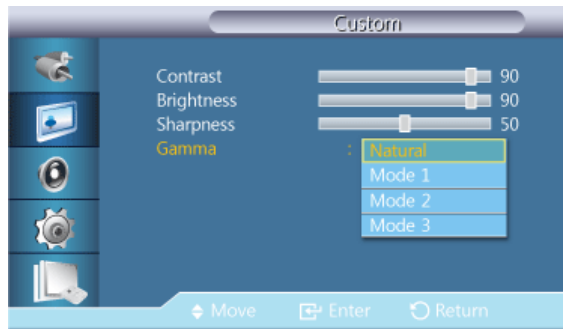 Custom
Contrast 90
Brightness 90
Sharpness 50
Gamma : Natural
Mode 1
Mode 2
Mode 3
Move Enter Return